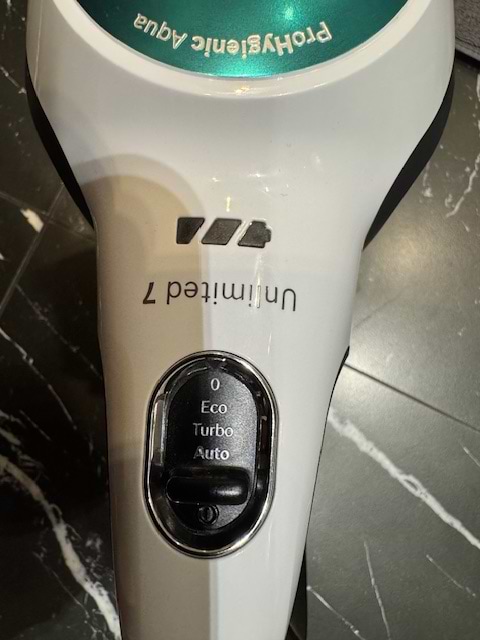 ProHygienic Aqua
Unlimited 7
0
Eco
Turbo
Auto